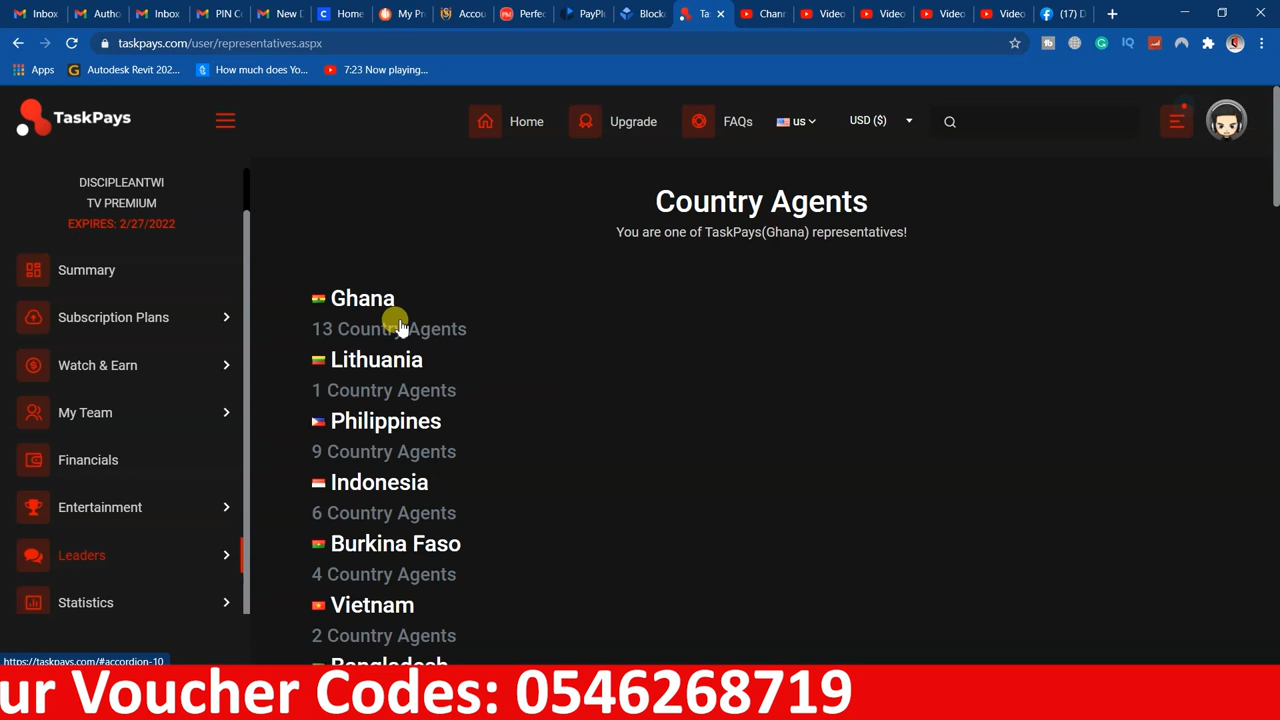 Inbox
Autho
Inbox
PIN C
New D
Home
My Pr
Accou
Perfec
PayPl
Block
Ta
Chann
Video
Video
Video
Video
(17) D
taskpays.com/user/representatives.aspx
Apps
Autodesk Revit 202...
How much does Yo...
7:23 Now playing...
TaskPays
Home
Upgrade
FAQs
us
USD ($)
DISCIPLEANTWI
TV PREMIUM
EXPIRES: 2/27/2022
Summary
Subscription Plans
Watch & Earn
My Team
Financials
Entertainment
Leaders
Statistics
Country Agents
You are one of TaskPays(Ghana) representatives!
Ghana
13 Country Agents
Lithuania
1 Country Agents
Philippines
9 Country Agents
Indonesia
6 Country Agents
Burkina Faso
4 Country Agents
Vietnam
2 Country Agents
Bangladesh
https://taskpays.com/#accordion-10
ur Voucher Codes: 0546268719